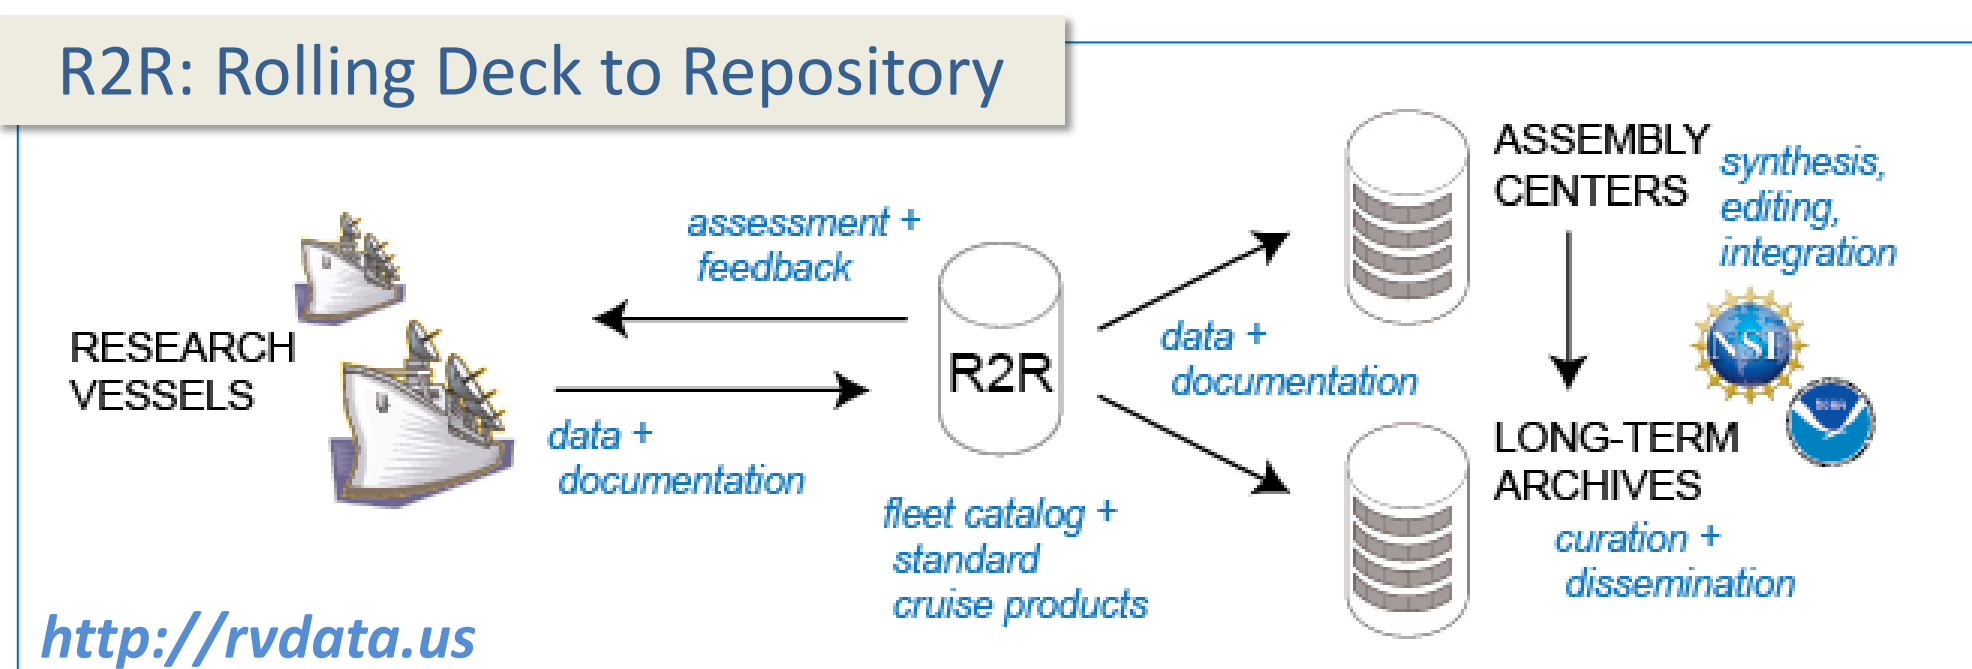 R2R: Rolling Deck to Repository
ASSEMBLY
CENTERS
synthesis,
editing,
integration
assessment +
feedback
RESEARCH
VESSELS
R2R
data +
documentation
data +
documentation
NSF
LONG-TERM
ARCHIVES
curation +
dissemination
fleet catalog +
standard
cruise products
http://rvdata.us